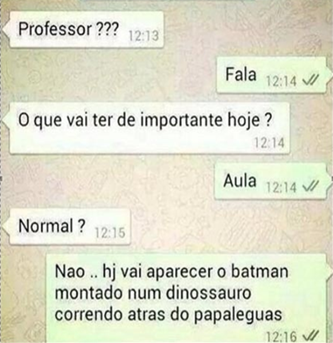 Professor ??? 12:13
Fala 12:14
O que vai ter de importante hoje ?
12:14
Aula 12:14
Normal ? 12:15
Nao .. hj vai aparecer o batman
montado num dinossauro
correndo atras do papaleguas
12:16